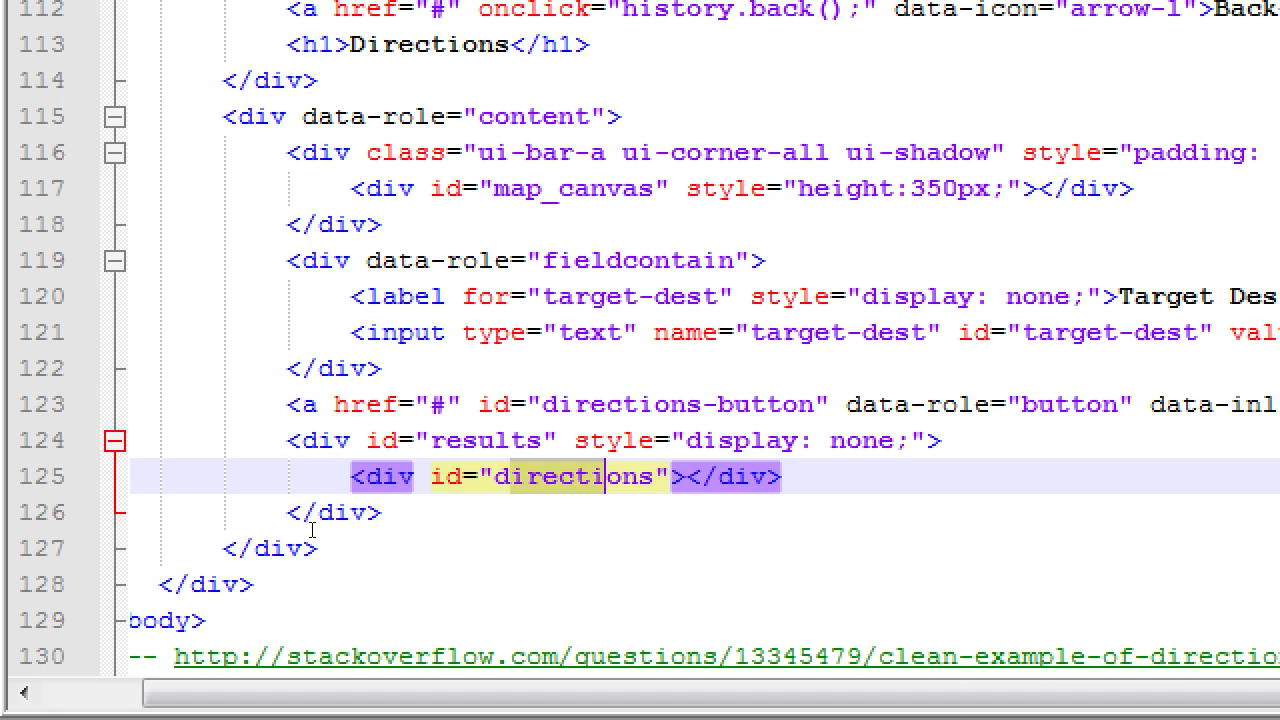 112 <a href="#" onclick="history.back();" data-icon="arrow-l">Back
113 <h1>Directions</h1>
114 </div>
115 <div data-role="content">
116 <div class="ui-bar-a ui-corner-all ui-shadow" style="padding:
117 <div id="map_canvas" style="height:350px;"></div>
118 </div>
119 <div data-role="fieldcontain">
120 <label for="target-dest" style="display: none;">Target Des
121 <input type="text" name="target-dest" id="target-dest" val
122 </div>
123 <a href="#" id="directions-button" data-role="button" data-inl
124 <div id="results" style="display: none;">
125 <div id="directions"></div>
126 </div>
127 </div>
128 </div>
129 body>
130 -- http://stackoverflow.com/questions/13345479/clean-example-of-directio